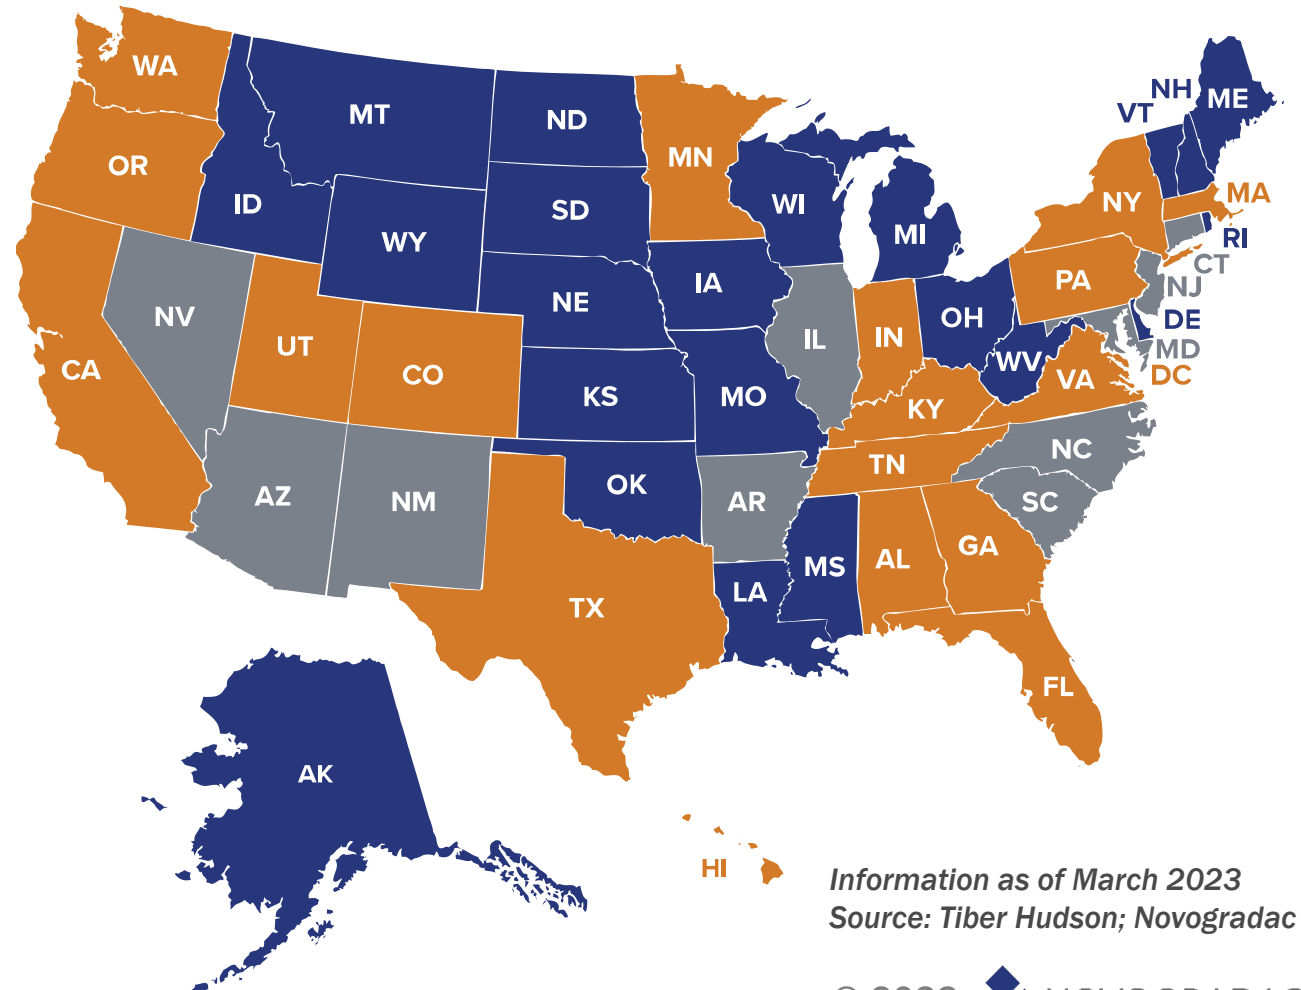 WA
NH
ME
VT
MT
ND
MN
OR
MA
ID
SD
WI
NY
WY
MI
RI
CT
IA
PA
NJ
NE
NV
OH
DE
UT
IL
IN
MD
CA
CO
WV
VA
DC
KS
MO
KY
NC
TN
OK
AZ
NM
AR
SC
GA
AL
MS
LA
TX
FL
AK
HI
Information as of March 2023
Source: Tiber Hudson; Novogradac
© 2023 NOVOGRADAC